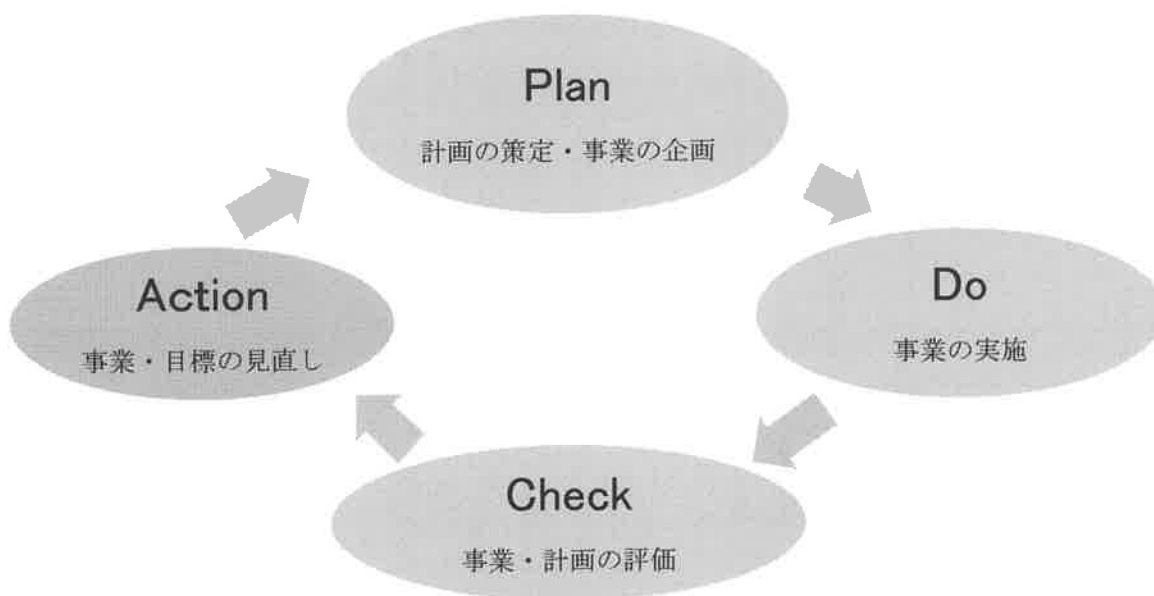 Plan
計画の策定・事業の企画
Do
事業の実施
Check
事業・計画の評価
Action
事業・目標の見直し